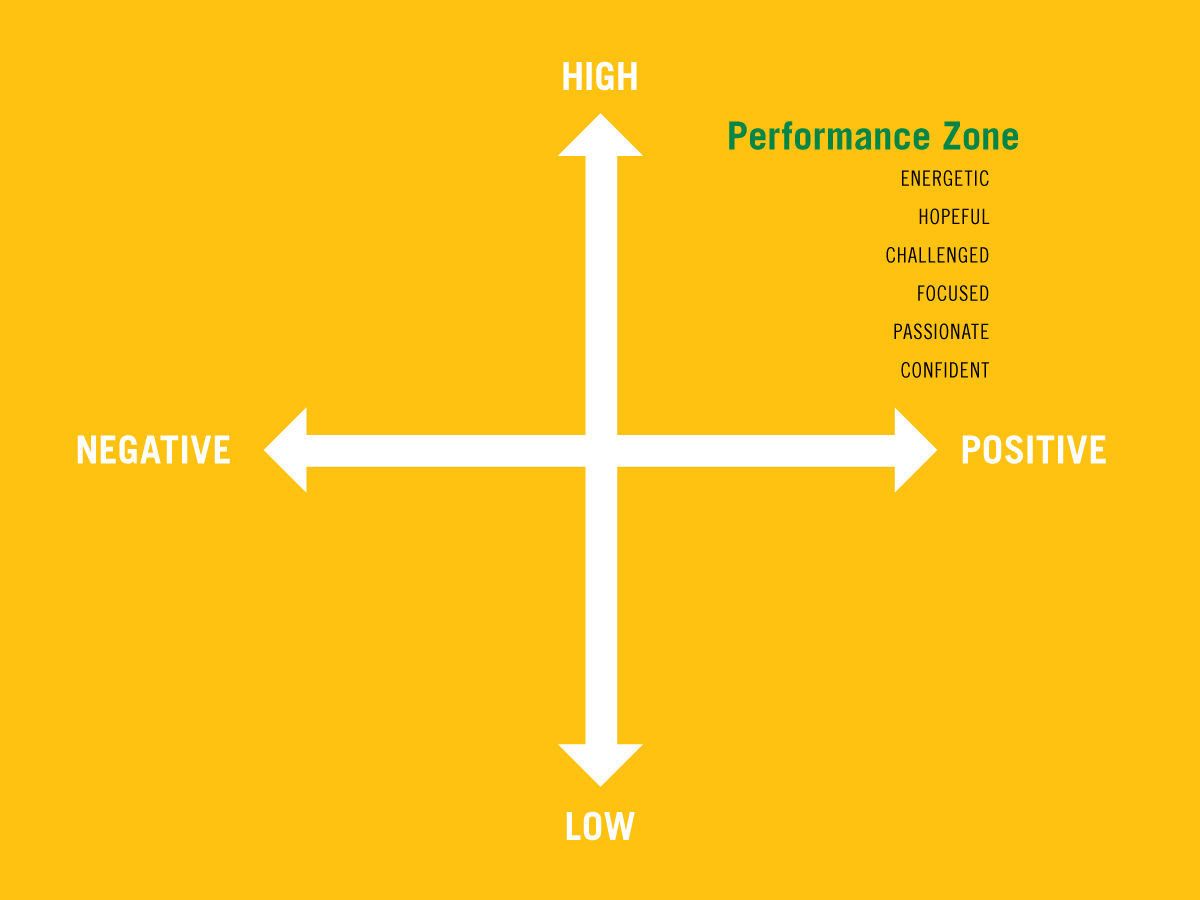 HIGH
Performance Zone
ENERGETIC
HOPEFUL
CHALLENGED
FOCUSED
PASSIONATE
CONFIDENT
NEGATIVE
POSITIVE
LOW